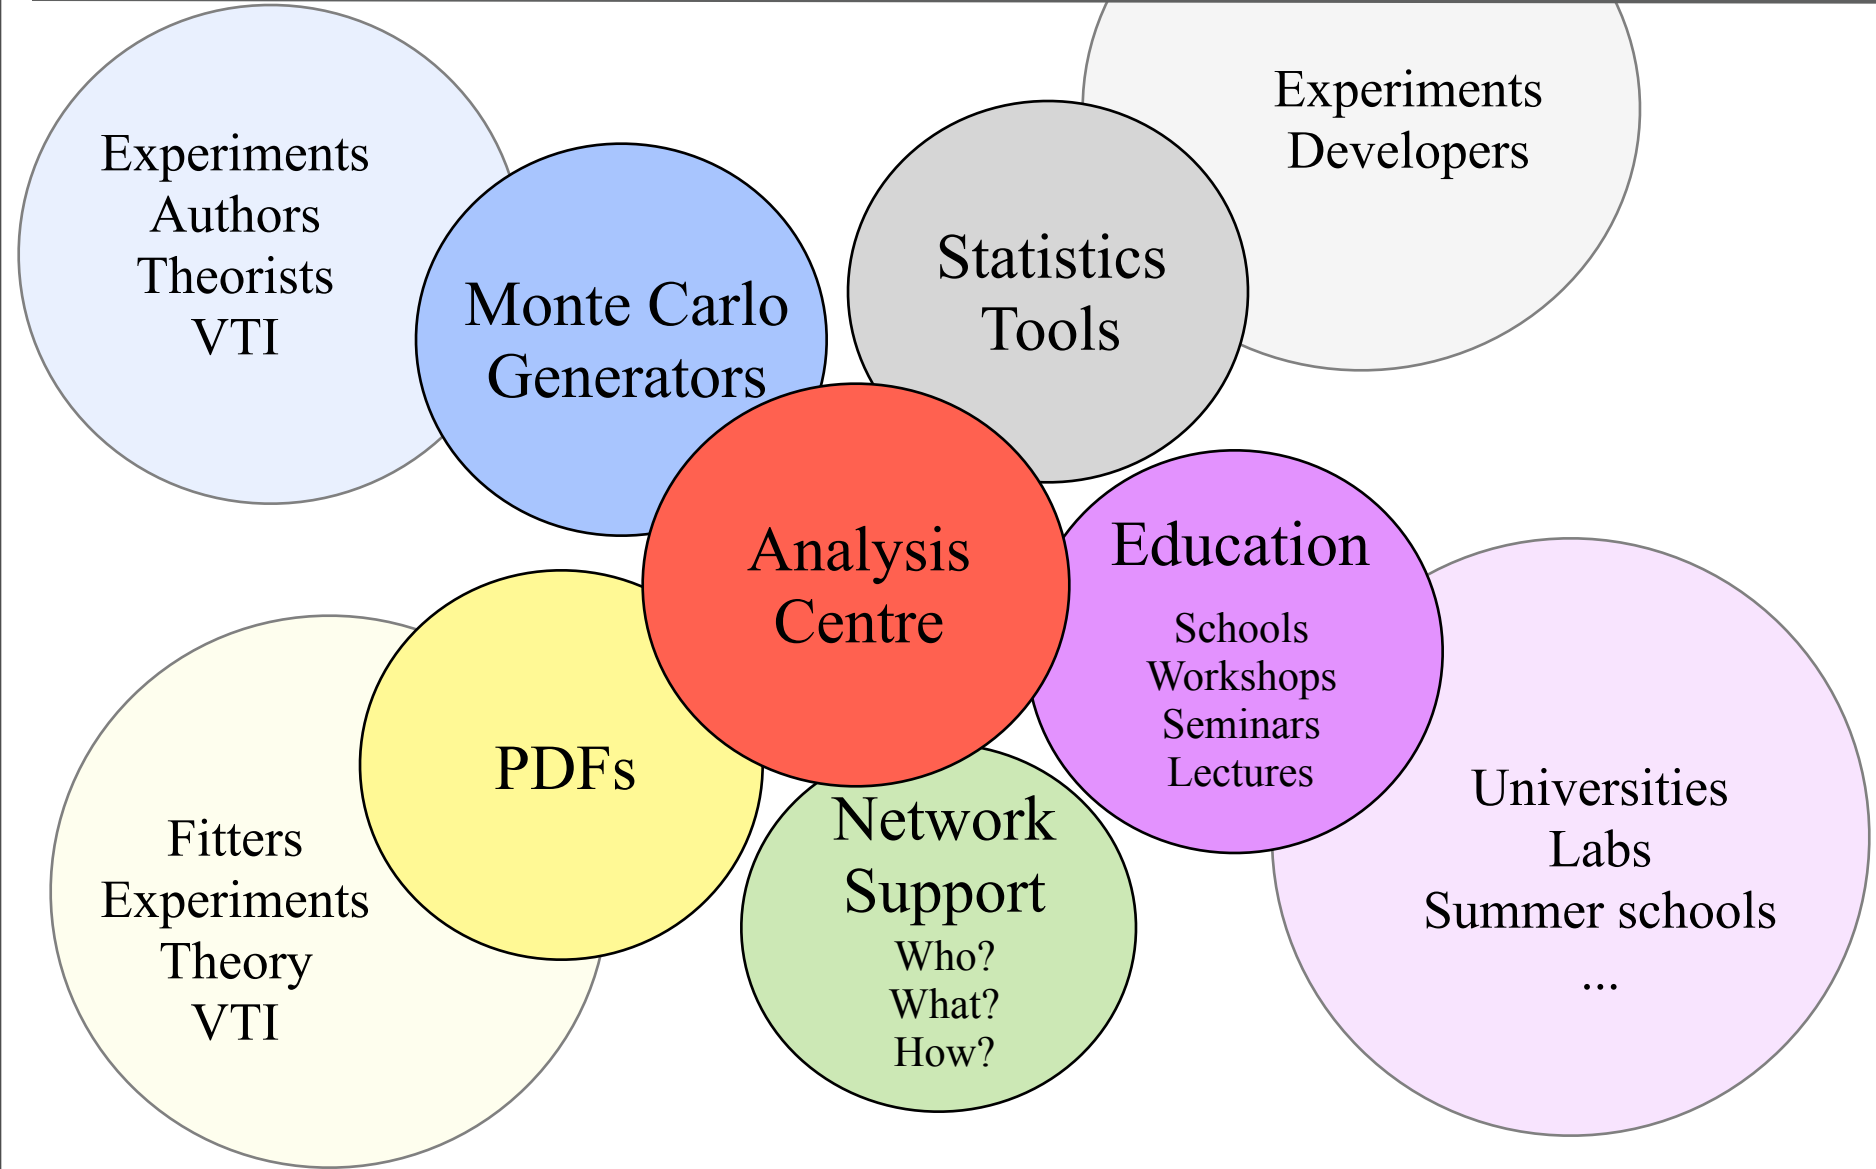 Experiments
Authors
Theorists
VTI
Monte Carlo
Generators
Statistics
Tools
Experiments
Developers
Analysis
Centre
Education
Schools
Workshops
Seminars
Lectures
Universities
Labs
Summer schools
...
PDFs
Fitters
Experiments
Theory
VTI
Network
Support
Who?
What?
How?